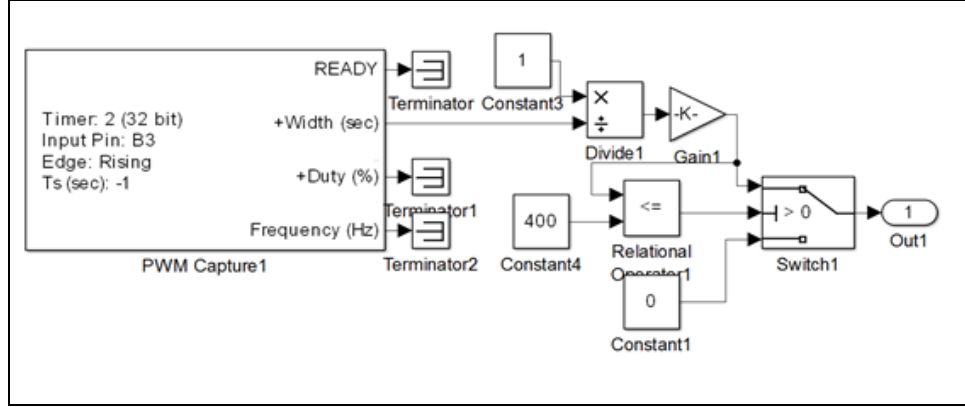 READY
Timer: 2 (32 bit)
Input Pin: B3
Edge: Rising
Ts (sec): -1
+Width (sec)
+Duty (%)
Frequency (Hz)
PWM Capture1
Terminator
Terminator1
Terminator2
1
Constant3
×
÷
Divide1
-K-
Gain1
400
Constant4
<=
Relational
Operator1
0
Constant1
> 0
Switch1
1
Out1